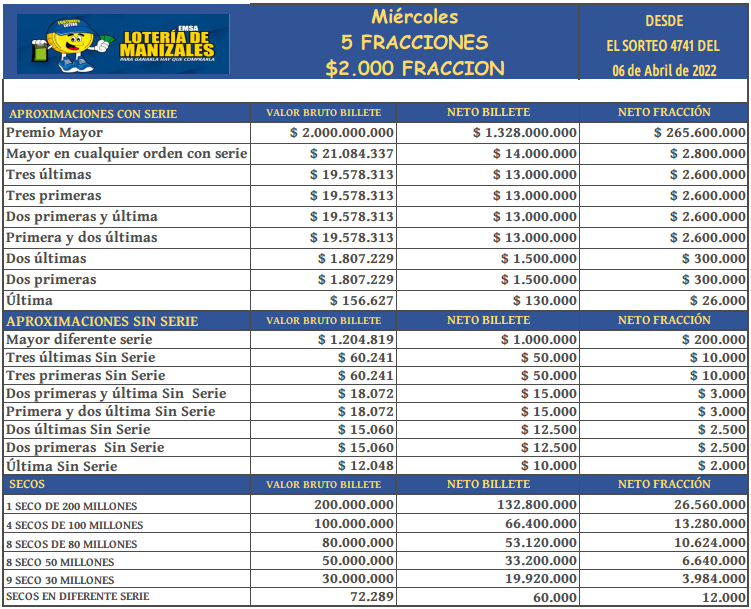 EMSA
LOTERÍA DE
MANIZALES
PARA GANARLA HAY QUE COMPRARLA
Miércoles
5 FRACCIONES
$2.000 FRACCION
DESDE
EL SORTEO 4741 DEL
06 de Abril de 2022
APROXIMACIONES CON SERIE VALOR BRUTO BILLETE NETO BILLETE NETO FRACCIÓN
Premio Mayor $ 2.000.000.000 $ 1.328.000.000 $ 265.600.000
Mayor en cualquier orden con serie $ 21.084.337 $ 14.000.000 $ 2.800.000
Tres últimas $ 19.578.313 $ 13.000.000 $ 2.600.000
Tres primeras $ 19.578.313 $ 13.000.000 $ 2.600.000
Dos primeras y última $ 19.578.313 $ 13.000.000 $ 2.600.000
Primera y dos últimas $ 19.578.313 $ 13.000.000 $ 2.600.000
Dos últimas $ 1.807.229 $ 1.500.000 $ 300.000
Dos primeras $ 1.807.229 $ 1.500.000 $ 300.000
Última $ 156.627 $ 130.000 $ 26.000
APROXIMACIONES SIN SERIE VALOR BRUTO BILLETE NETO BILLETE NETO FRACCIÓN
Mayor diferente serie $ 1.204.819 $ 1.000.000 $ 200.000
Tres últimas Sin Serie $ 60.241 $ 50.000 $ 10.000
Tres primeras Sin Serie $ 60.241 $ 50.000 $ 10.000
Dos primeras y última Sin Serie $ 18.072 $ 15.000 $ 3.000
Primera y dos última Sin Serie $ 18.072 $ 15.000 $ 3.000
Dos últimas Sin Serie $ 15.060 $ 12.500 $ 2.500
Dos primeras Sin Serie $ 15.060 $ 12.500 $ 2.500
Última Sin Serie $ 12.048 $ 10.000 $ 2.000
SECOS VALOR BRUTO BILLETE NETO BILLETE NETO FRACCIÓN
1 SECO DE 200 MILLONES 200.000.000 132.800.000 26.560.000
4 SECOS DE 100 MILLONES 100.000.000 66.400.000 13.280.000
8 SECOS DE 80 MILLONES 80.000.000 53.120.000 10.624.000
8 SECO 50 MILLONES 50.000.000 33.200.000 6.640.000
9 SECO 30 MILLONES 30.000.000 19.920.000 3.984.000
SECOS EN DIFERENTE SERIE 72.289 60.000 12.000